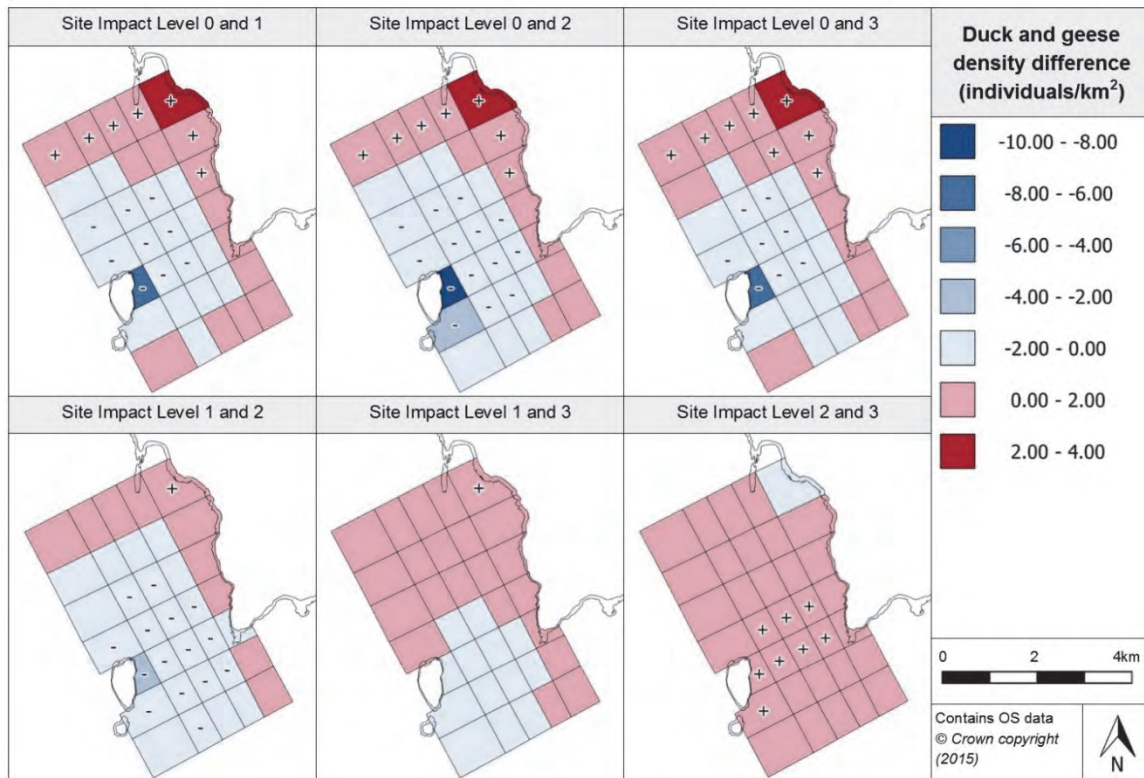 Site Impact Level 0 and 1
Site Impact Level 0 and 2
Site Impact Level 0 and 3
Site Impact Level 1 and 2
Site Impact Level 1 and 3
Site Impact Level 2 and 3
Duck and geese
density difference
(individuals/km²)
-10.00 - -8.00
-8.00 - -6.00
-6.00 - -4.00
-4.00 - -2.00
-2.00 - 0.00
0.00 - 2.00
2.00 - 4.00
0 2 4km
Contains OS data
© Crown copyright
(2015)
N